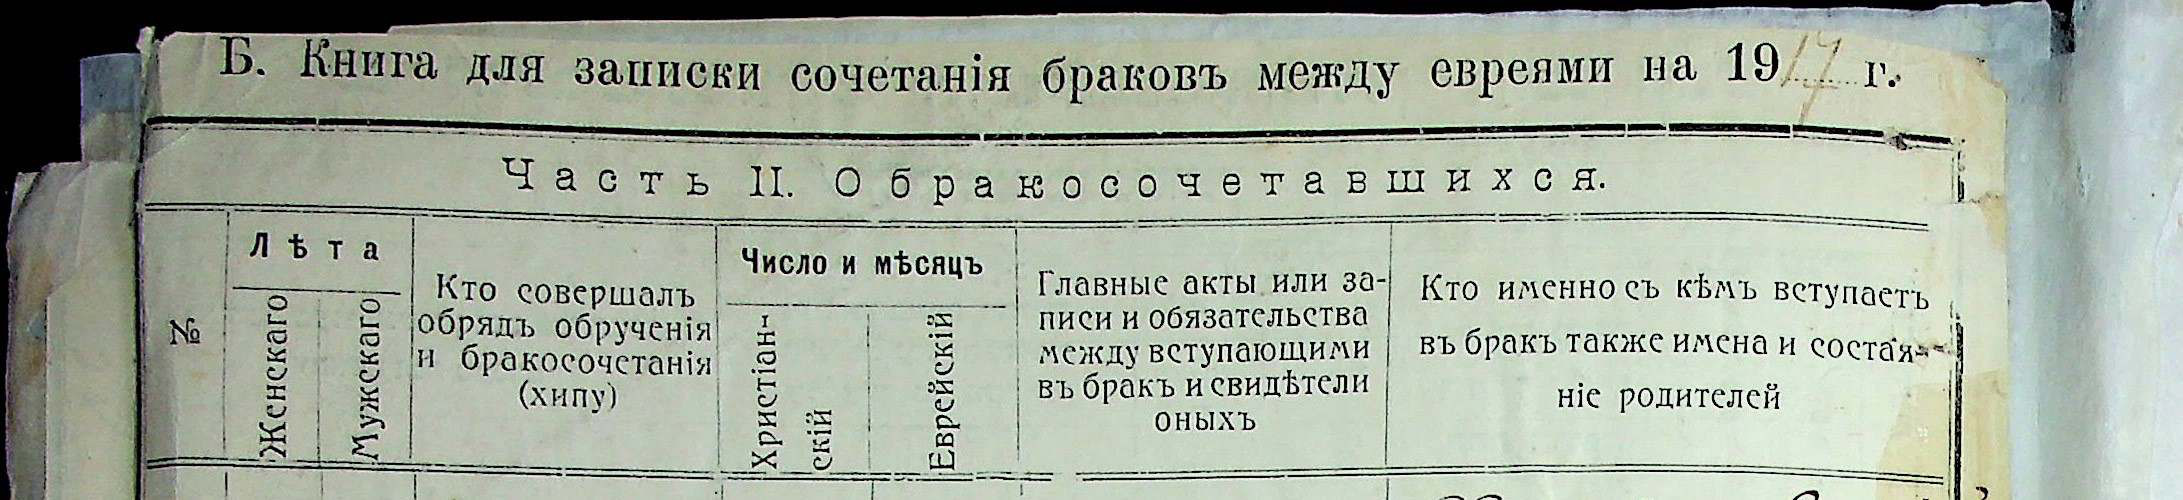 Б. Книга для записки сочетанія браковъ между евреями на 1917 г.
Часть II. О бракосочетавшихся.
№
Лѣта
Женскаго
Мужскаго
Кто совершалъ
обрядъ обрученія
и бракосочетанія
(хипу)
Число и мѣсяцъ
Христіан-
скій
Еврейскій
Главные акты или за-
писи и обязательства
между вступающими
въ бракъ и свидѣтели
оныхъ
Кто именно съ кѣмъ вступаетъ
въ бракъ также имена и состая-
ніе родителей